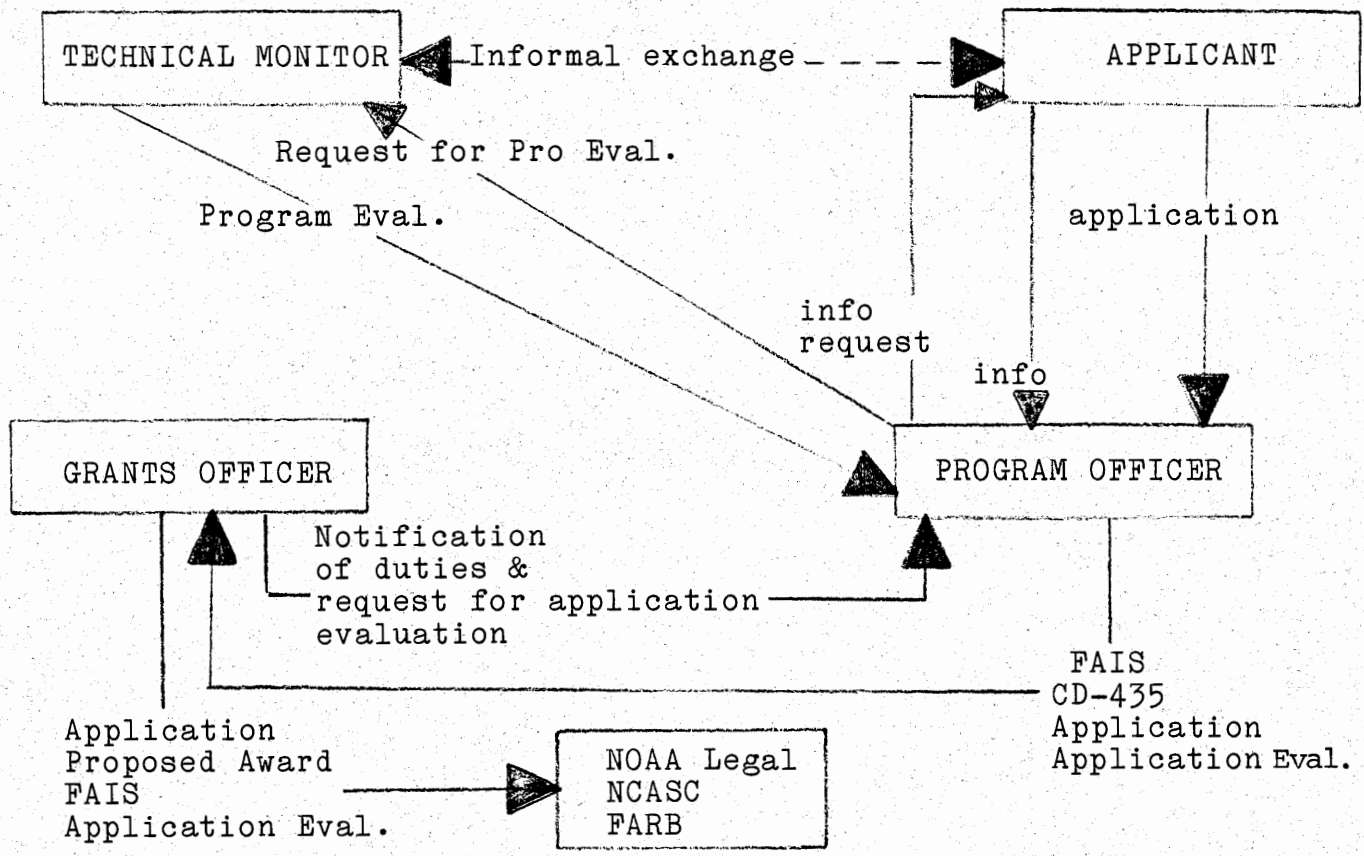 TECHNICAL MONITOR
Informal exchange
APPLICANT
Request for Pro Eval.
Program Eval.
application
info
request
info
GRANTS OFFICER
PROGRAM OFFICER
Notification
of duties &
request for application
evaluation
FAIS
CD-435
Application
Application Eval.
Application
Proposed Award
FAIS
Application Eval.
NOAA Legal
NCASC
FARB